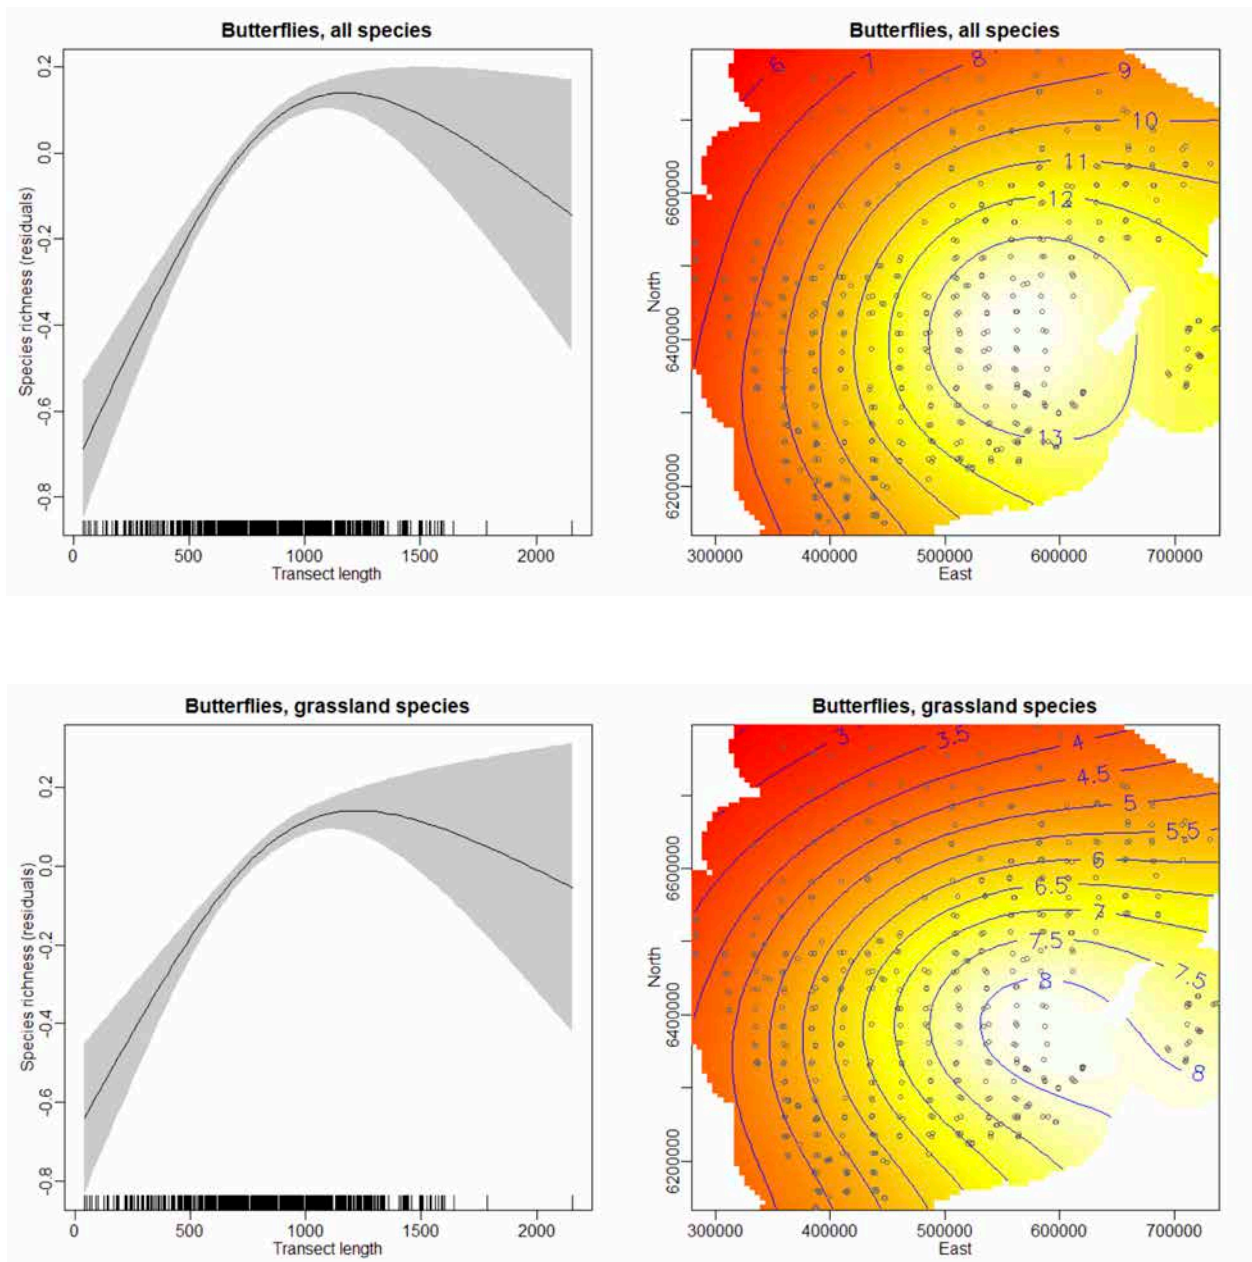 Butterflies, all species
Species richness (residuals)
0.2
0.0
-0.2
-0.4
-0.6
-0.8
0 500 1000 1500 2000
Transect length
Butterflies, all species
North
6600000
6400000
6200000
6 7 8 9
10
11
12
13
300000 400000 500000 600000 700000
East
Butterflies, grassland species
Species richness (residuals)
0.2
0.0
-0.2
-0.4
-0.6
-0.8
0 500 1000 1500 2000
Transect length
Butterflies, grassland species
North
6600000
6400000
6200000
3 3.5 4
4.5
5
5.5
6
6.5
7
7.5
7.5
8
8
300000 400000 500000 600000 700000
East